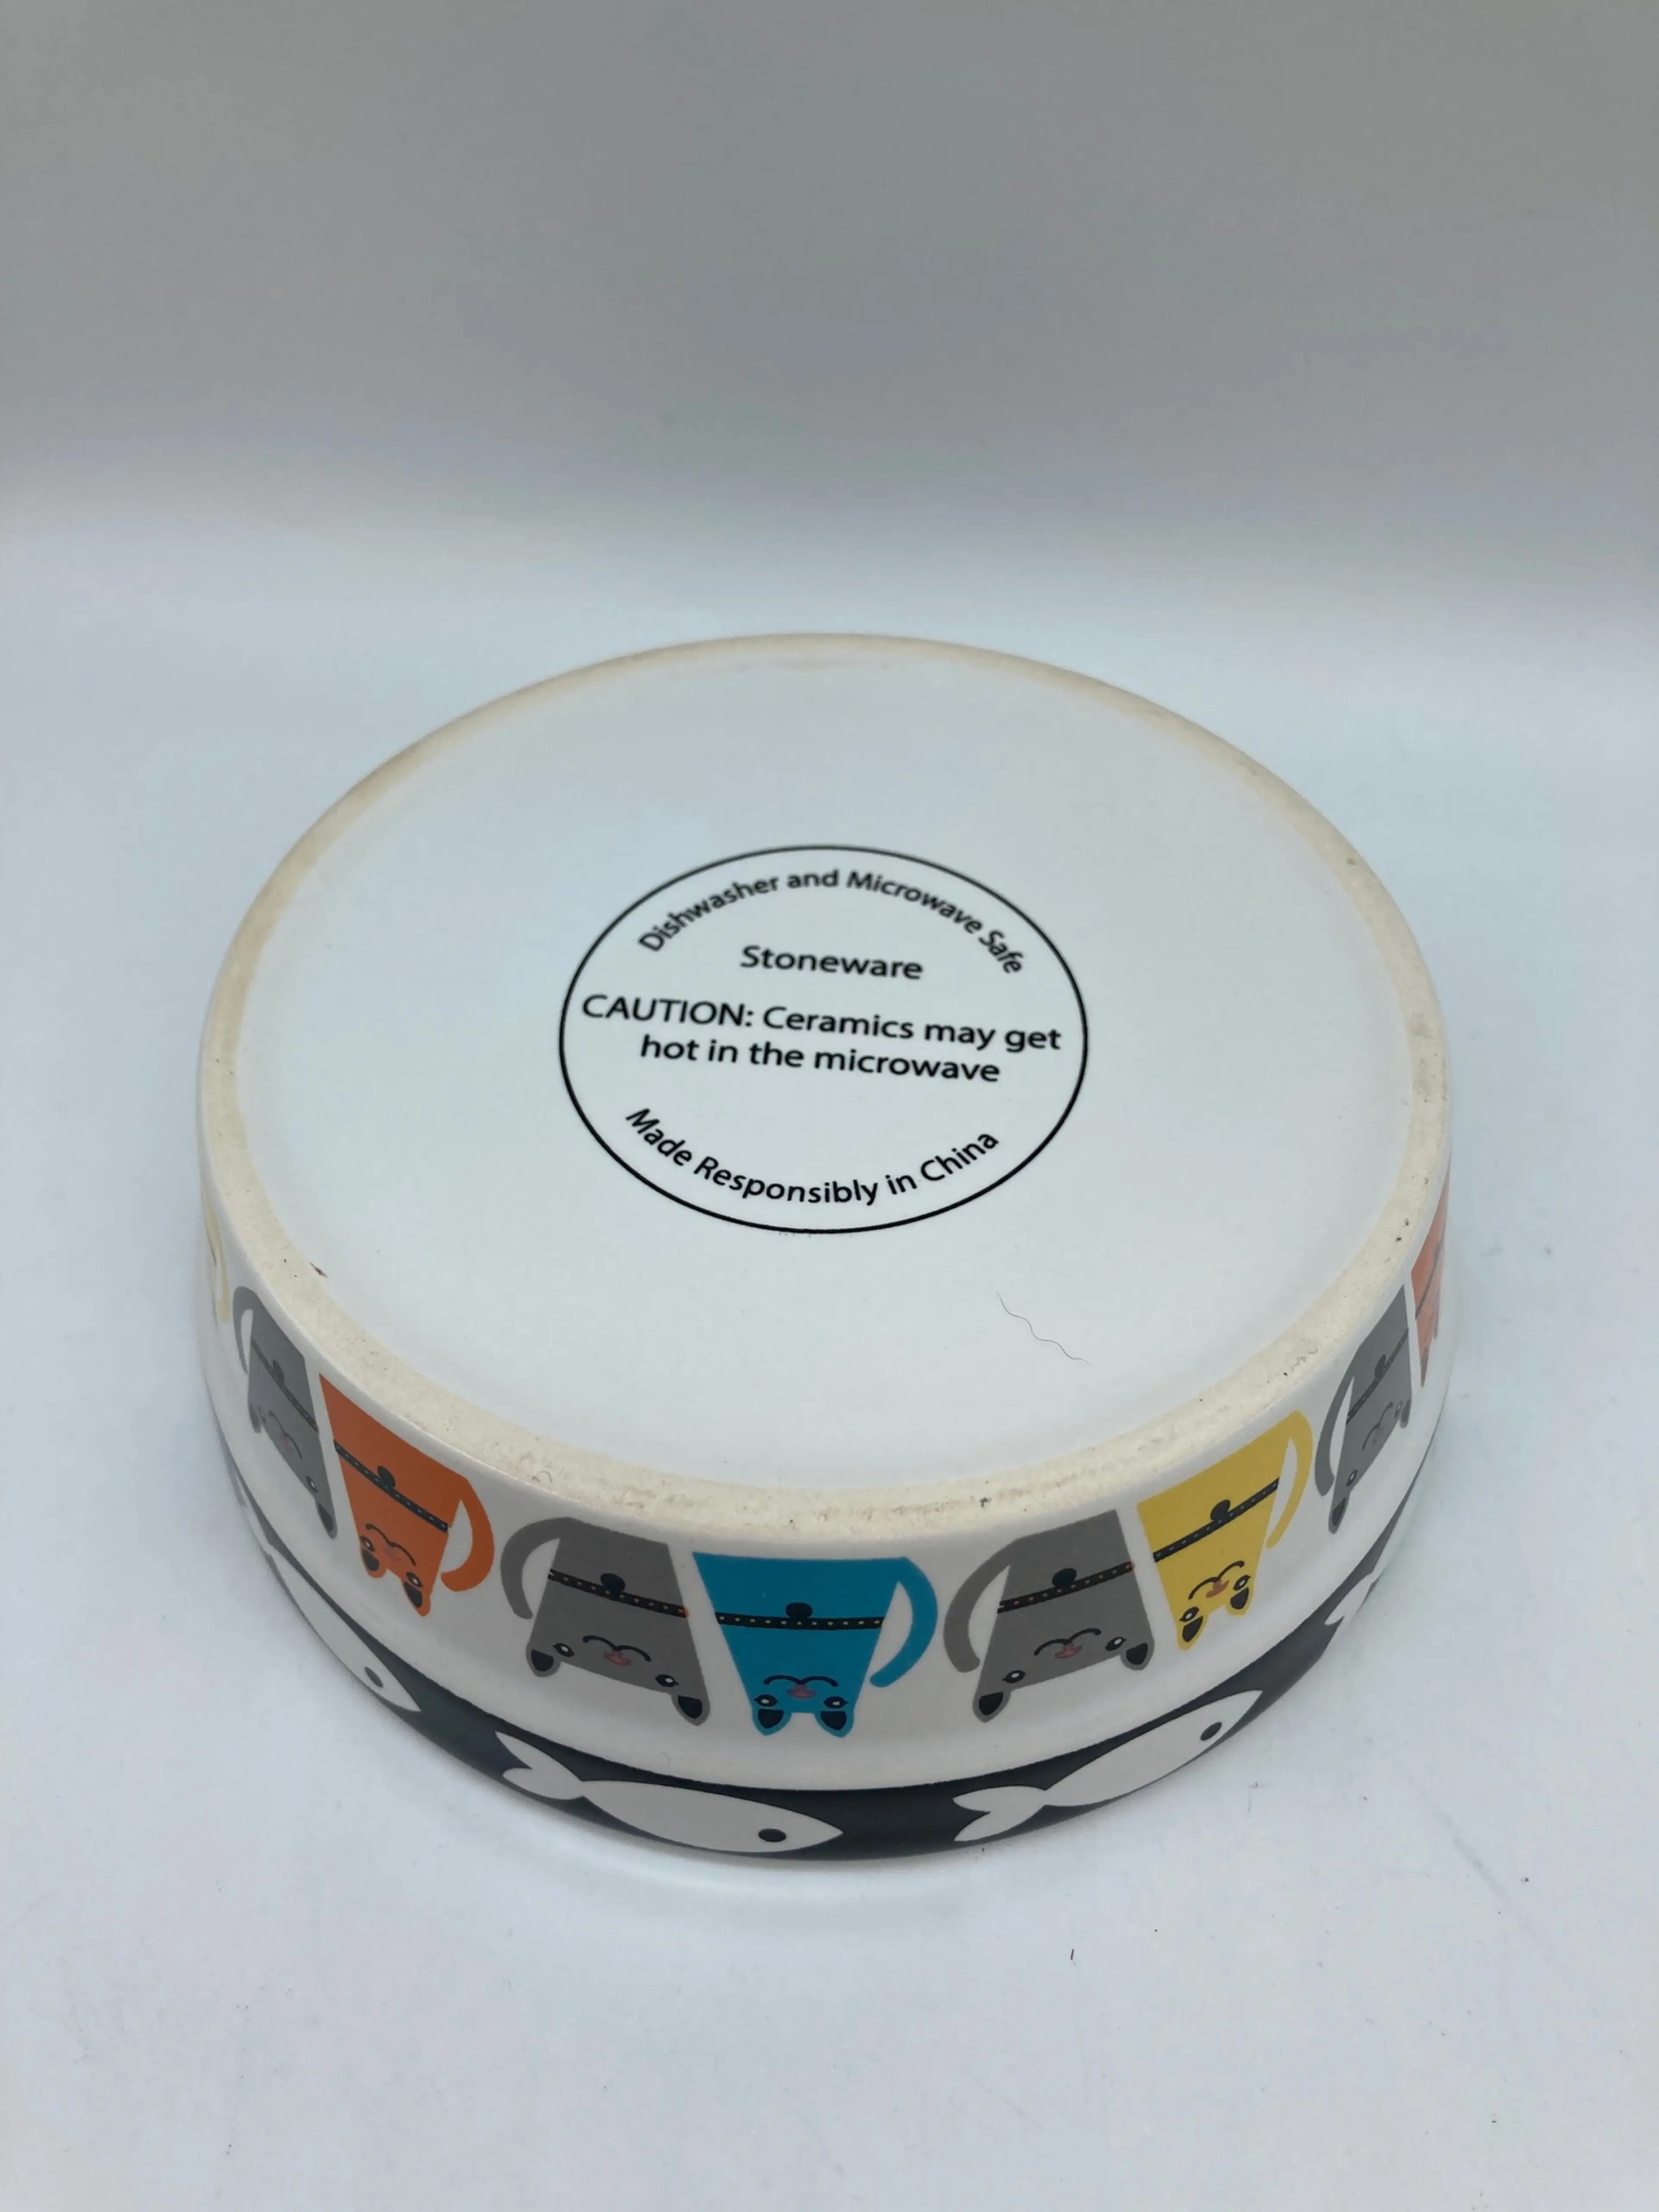 Dishwasher and Microwave Safe
Stoneware
CAUTION: Ceramics may get
hot in the microwave
Made Responsibly in China